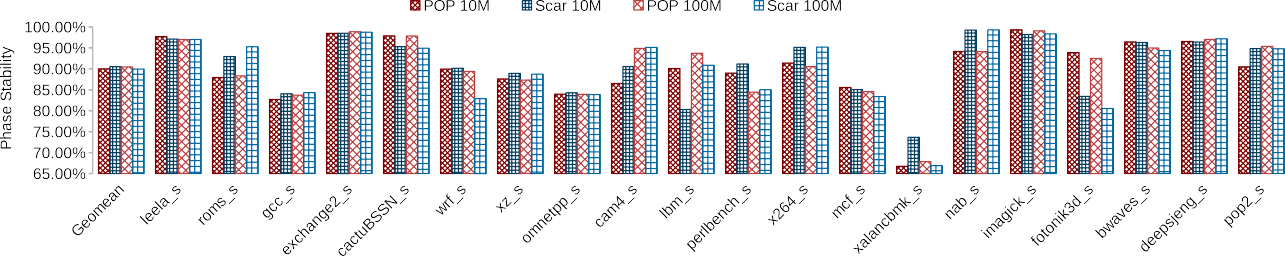 POP 10M Scar 10M POP 100M Scar 100M
Phase Stability
100.00%
95.00%
90.00%
85.00%
80.00%
75.00%
70.00%
65.00%
Geomean leela_s roms_s gcc_s exchange2_s cactuBSSN_s wrf_s xz_s omnetpp_s cam4_s lbm_s perlbench_s x264_s mcf_s xalancbmk_s nab_s imagick_s fotonik3d_s bwaves_s deepsjeng_s pop2_s